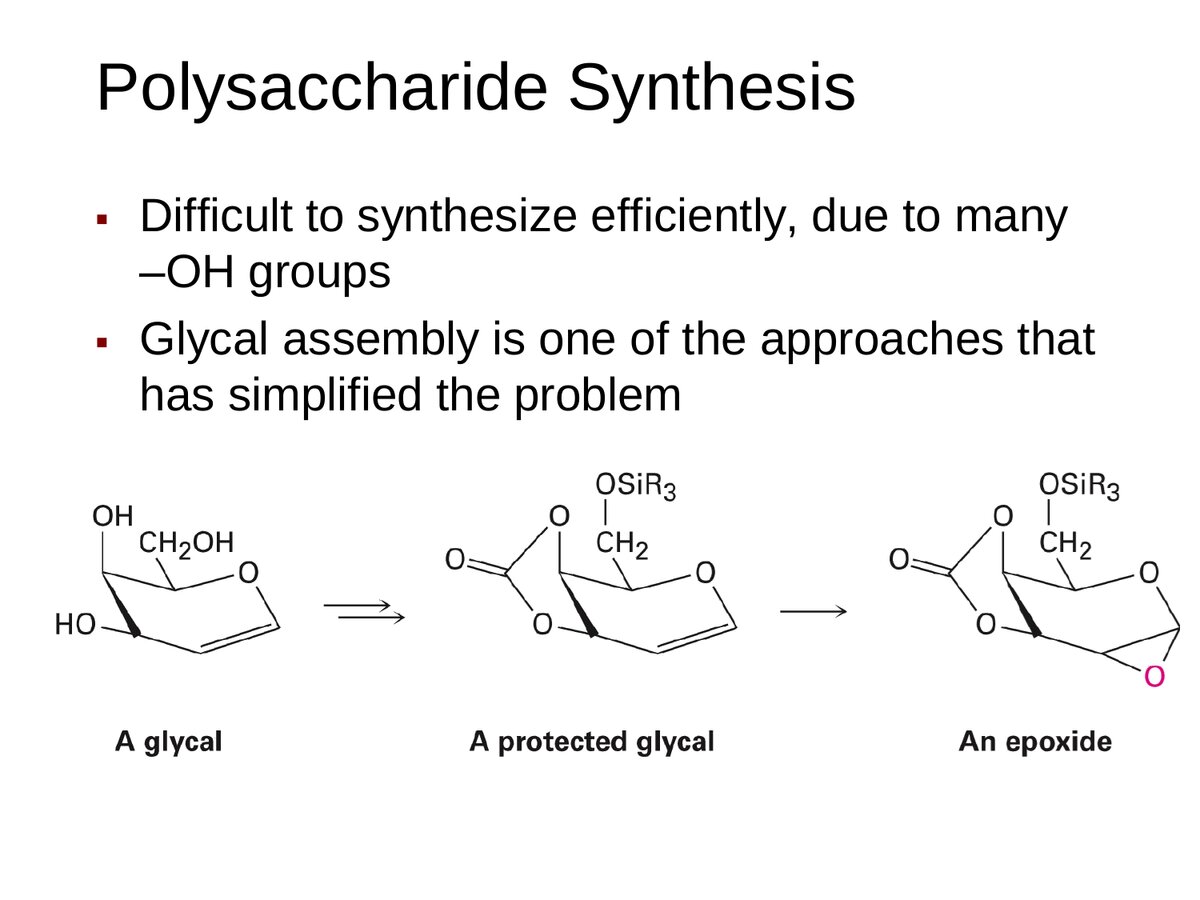 Polysaccharide Synthesis
▪ Difficult to synthesize efficiently, due to many
–OH groups
▪ Glycal assembly is one of the approaches that
has simplified the problem
OH
CH₂OH
O
HO
OSiR₃
O
CH₂
O
O
O
OSiR₃
O
CH₂
O
O
O
O
A glycal
A protected glycal
An epoxide